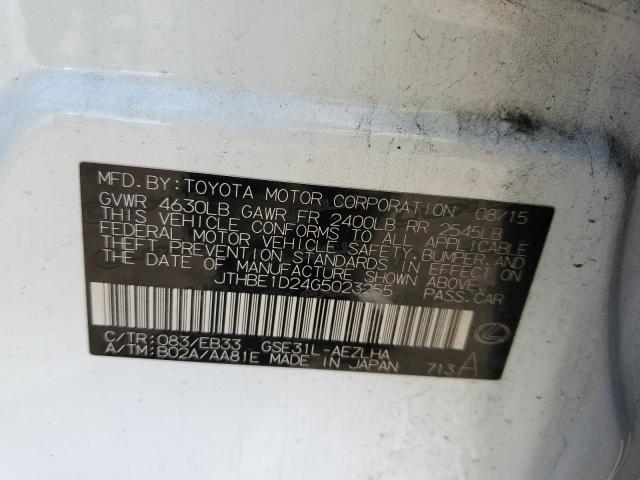 MFD. BY: TOYOTA MOTOR CORPORATION 08/15
GVWR 4630LB GAWR FR 2400LB RR 2545LB
THIS VEHICLE CONFORMS TO ALL APPLICABLE
FEDERAL MOTOR VEHICLE SAFETY, BUMPER, AND
THEFT PREVENTION STANDARDS IN EFFECT ON
THE DATE OF MANUFACTURE SHOWN ABOVE.
JTHBE1D24G5023255 PASS.CAR
C/TR: 083/EB33 GSE31L-AEZLHA
A/TM: B02A/AA81E MADE IN JAPAN 713 A